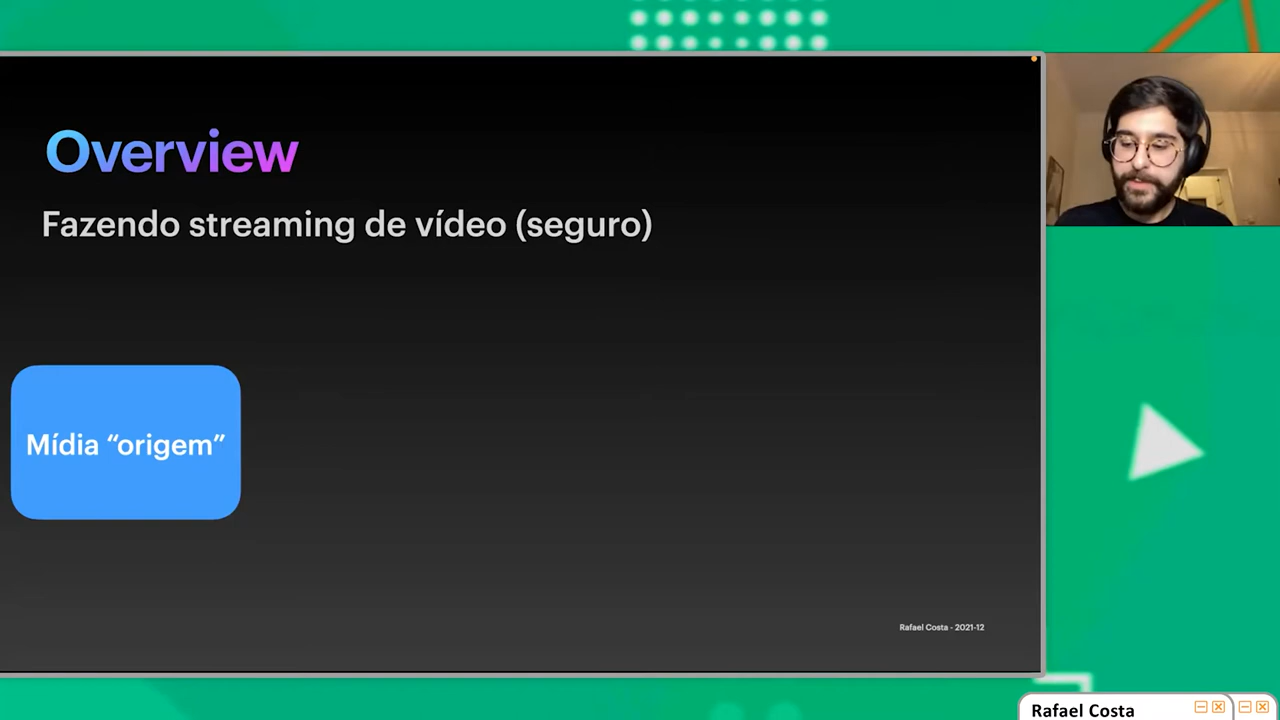 Overview
Fazendo streaming de vídeo (seguro)
Mídia “origem”
Rafael Costa - 2021-12
Rafael Costa